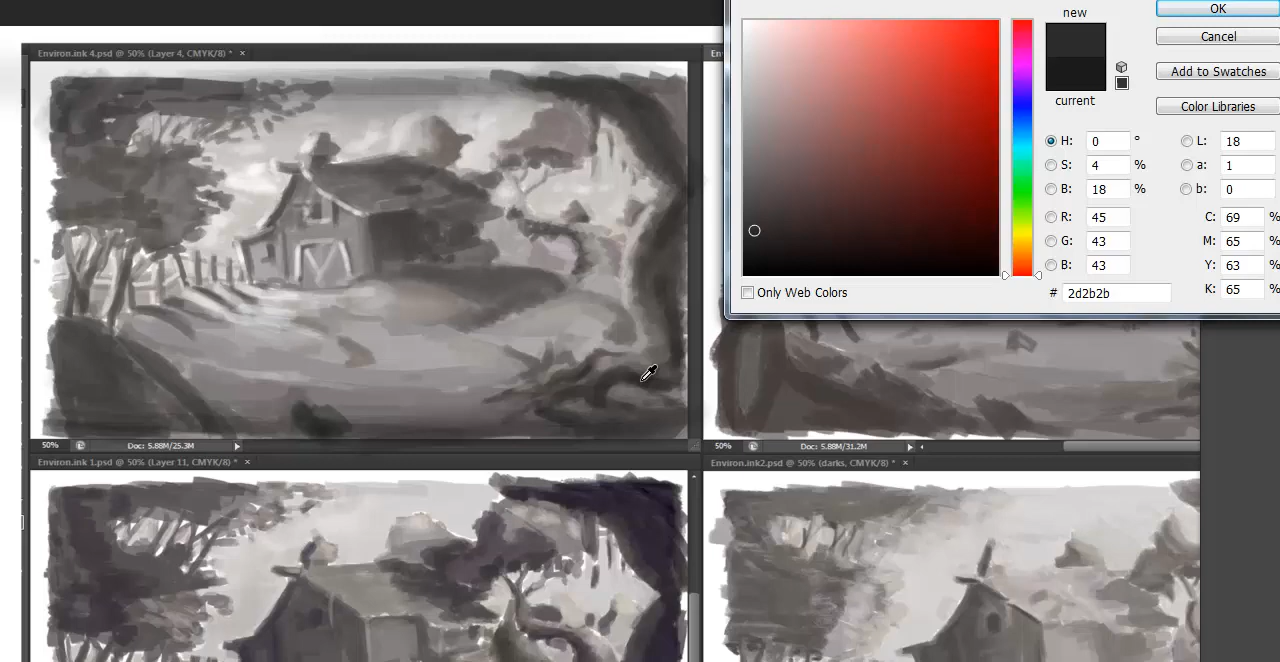 new
OK
Cancel
Add to Swatches
current
Color Libraries
H: 0 °
L: 18
S: 4 %
a: 1
B: 18 %
b: 0
R: 45
C: 69 %
G: 43
M: 65 %
B: 43
Y: 63 %
Only Web Colors
# 2d2b2b
K: 65 %
Environ.ink 4.psd @ 50% (Layer 4, CMYK/8) * ×
En
50% Doc: 5.88M/25.3M
50% Doc: 5.88M/31.2M
Environ.ink 1.psd @ 50% (Layer 11, CMYK/8) * ×
Environ.ink2.psd @ 50% (darks, CMYK/8) * ×